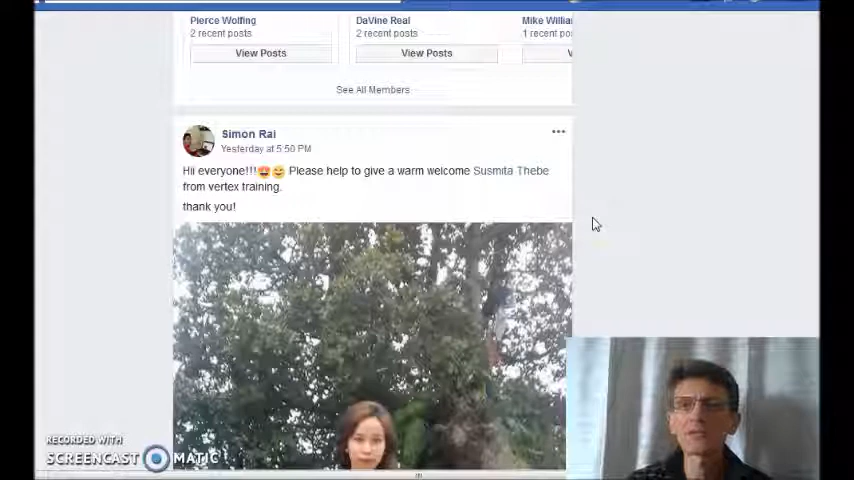 Pierce Wolfing
2 recent posts
View Posts
DaVine Real
2 recent posts
View Posts
Mike Willia
1 recent pos
V
See All Members
Simon Rai
Yesterday at 5:50 PM
Hii everyone!!!😍😊 Please help to give a warm welcome Susmita Thebe
from vertex training.
thank you!
RECORDED WITH
SCREENCAST MATIC